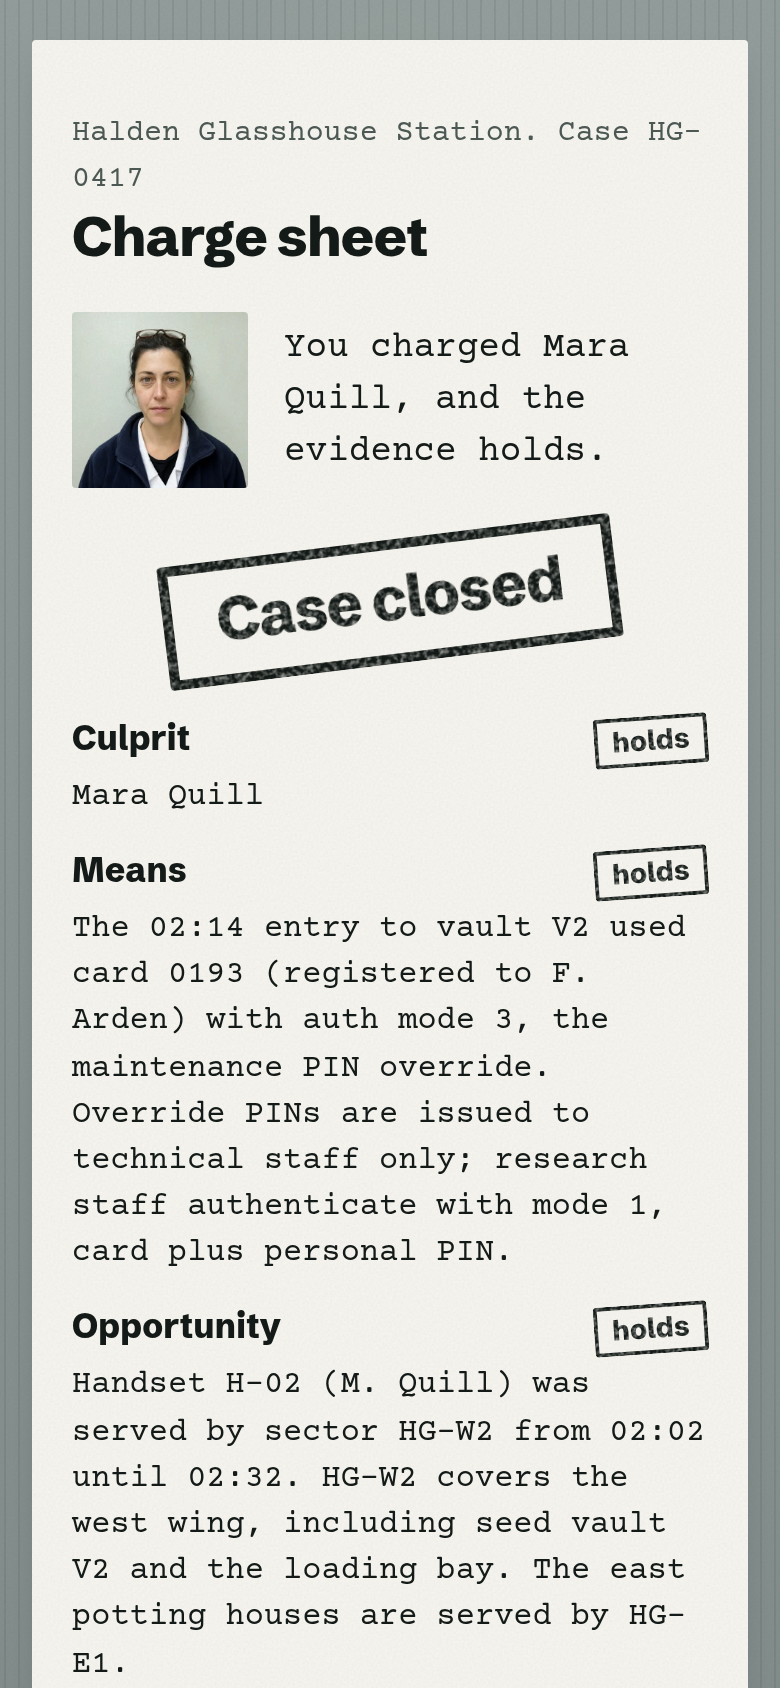 Halden Glasshouse Station. Case HG-
0417
Charge sheet
You charged Mara
Quill, and the
evidence holds.
Case closed
Culprit
holds
Mara Quill
Means
holds
The 02:14 entry to vault V2 used
card 0193 (registered to F.
Arden) with auth mode 3, the
maintenance PIN override.
Override PINs are issued to
technical staff only; research
staff authenticate with mode 1,
card plus personal PIN.
Opportunity
holds
Handset H-02 (M. Quill) was
served by sector HG-W2 from 02:02
until 02:32. HG-W2 covers the
west wing, including seed vault
V2 and the loading bay. The east
potting houses are served by HG-
E1.